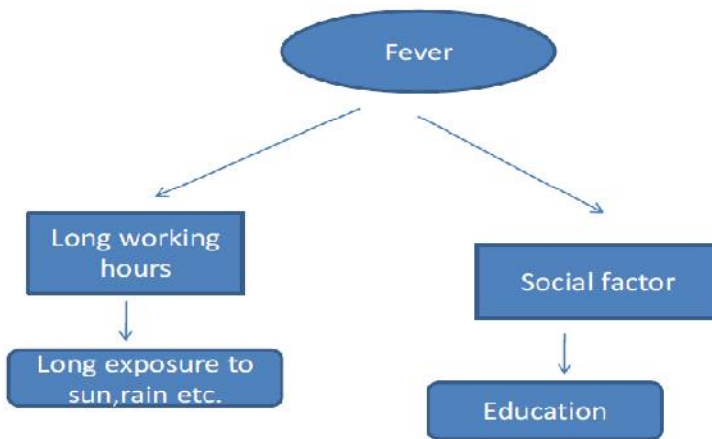 Fever
Long working
hours
Social factor
Long exposure to
sun,rain etc.
Education